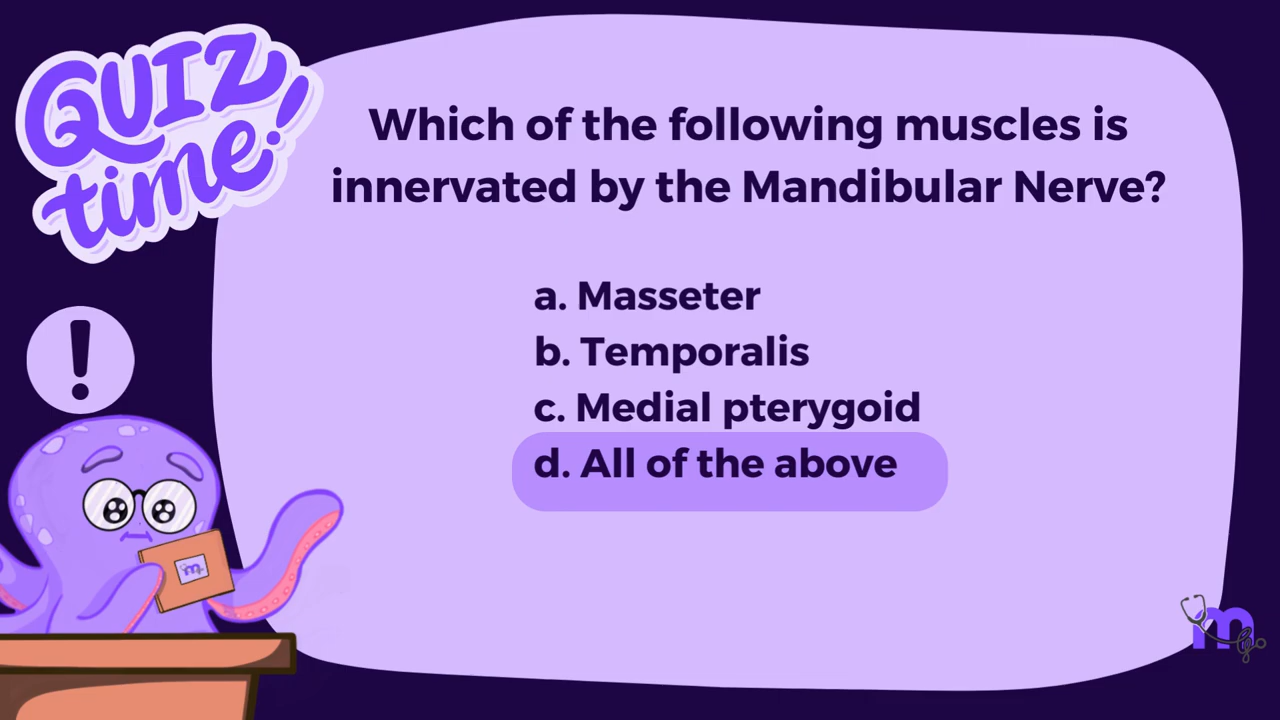 QUIZ
time!
Which of the following muscles is
innervated by the Mandibular Nerve?
a. Masseter
b. Temporalis
c. Medial pterygoid
d. All of the above
!
m
m
go